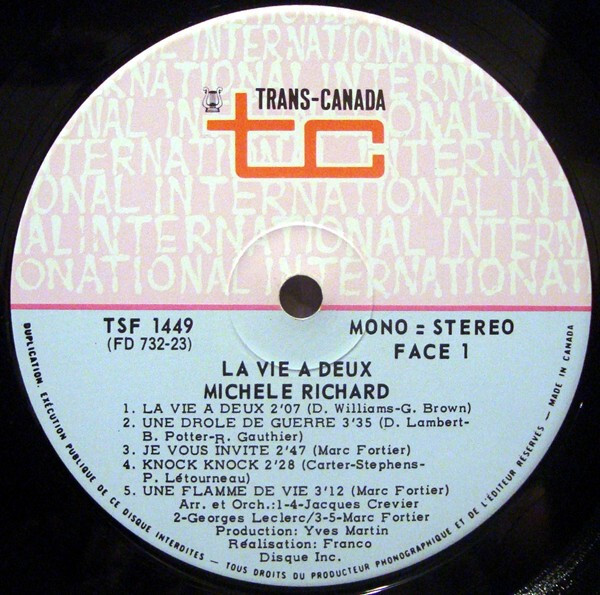 INTERNATIONAL INTERNATIONAL
TRANS-CANADA
tc
TSF 1449
(FD 732-23)
MONO = STEREO
FACE 1
LA VIE A DEUX
MICHELE RICHARD
1. LA VIE A DEUX 2'07 (D. Williams-G. Brown)
2. UNE DROLE DE GUERRE 3'35 (D. Lambert-
B. Potter-R. Gauthier)
3. JE VOUS INVITE 2'47 (Marc Fortier)
4. KNOCK KNOCK 2'28 (Carter-Stephens-
P. Létourneau)
5. UNE FLAMME DE VIE 3'12 (Marc Fortier)
Arr. et Orch.:1-4-Jacques Crevier
2-Georges Leclerc/3-5-Marc Fortier
Production: Yves Martin
Réalisation: Franco
Disque Inc.
DUPLICATION, EXÉCUTION PUBLIQUE DE CE DISQUE INTERDITES — TOUS DROITS DU PRODUCTEUR PHONOGRAPHIQUE ET DE L'ÉDITEUR RÉSERVÉS — MADE IN CANADA